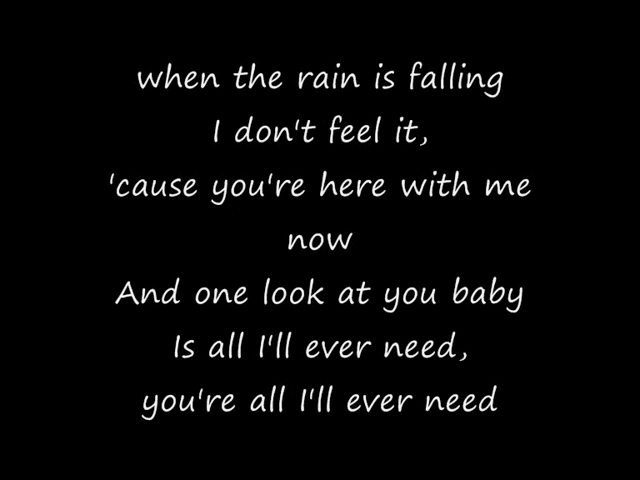 when the rain is falling
I don't feel it,
'cause you're here with me
now
And one look at you baby
Is all I'll ever need,
you're all I'll ever need